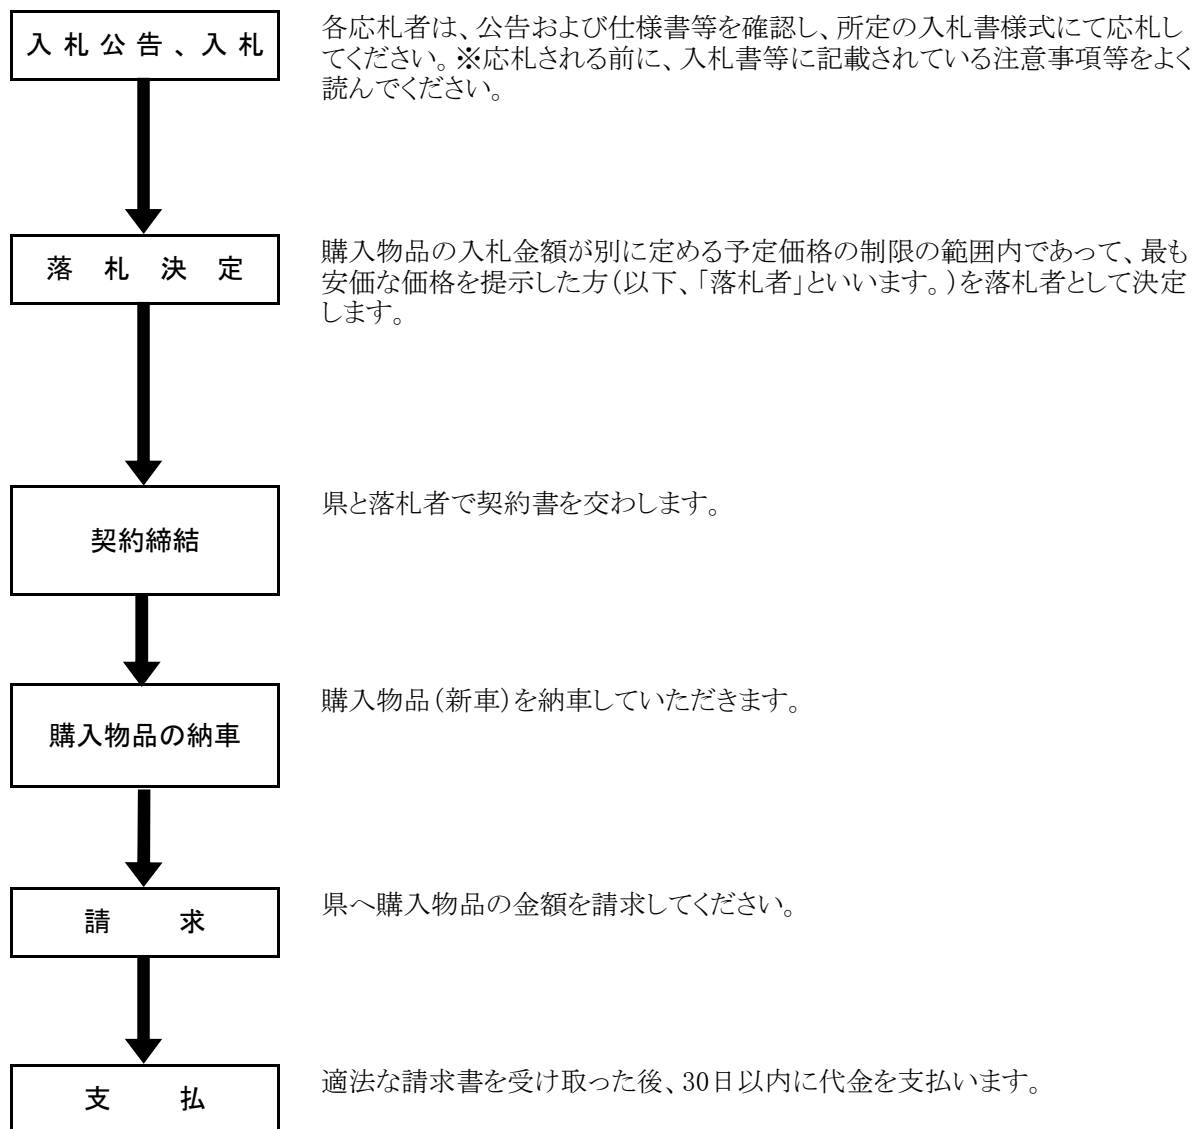 入札公告、入札
各応札者は、公告および仕様書等を確認し、所定の入札書様式にて応札し
てください。※応札される前に、入札書等に記載されている注意事項等をよく
読んでください。
落札決定
購入物品の入札金額が別に定める予定価格の制限の範囲内であって、最も
安価な価格を提示した方(以下、「落札者」といいます。)を落札者として決定
します。
契約締結
県と落札者で契約書を交わします。
購入物品の納車
購入物品(新車)を納車していただきます。
請求
県へ購入物品の金額を請求してください。
支払
適法な請求書を受け取った後、30日以内に代金を支払います。